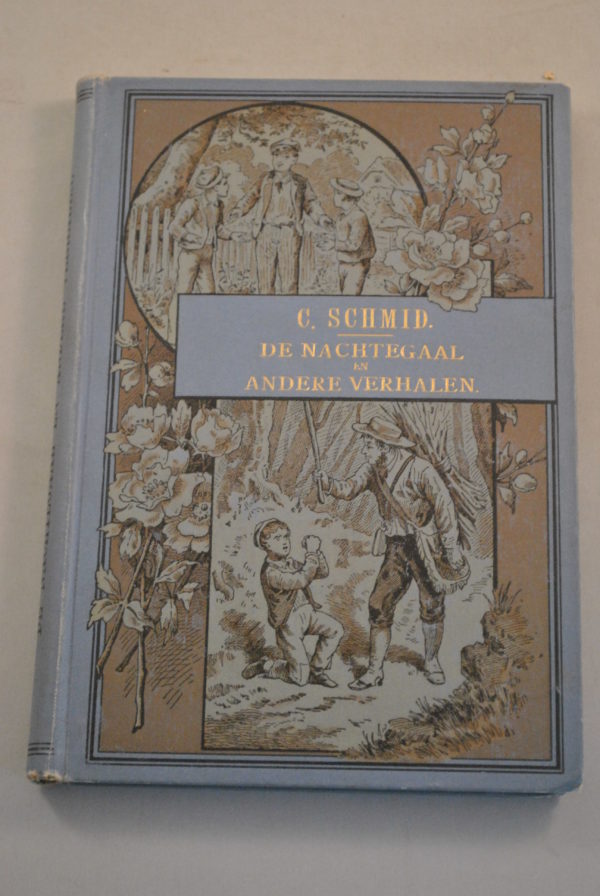 C. SCHMID.
DE NACHTEGAAL
EN
ANDERE VERHALEN.